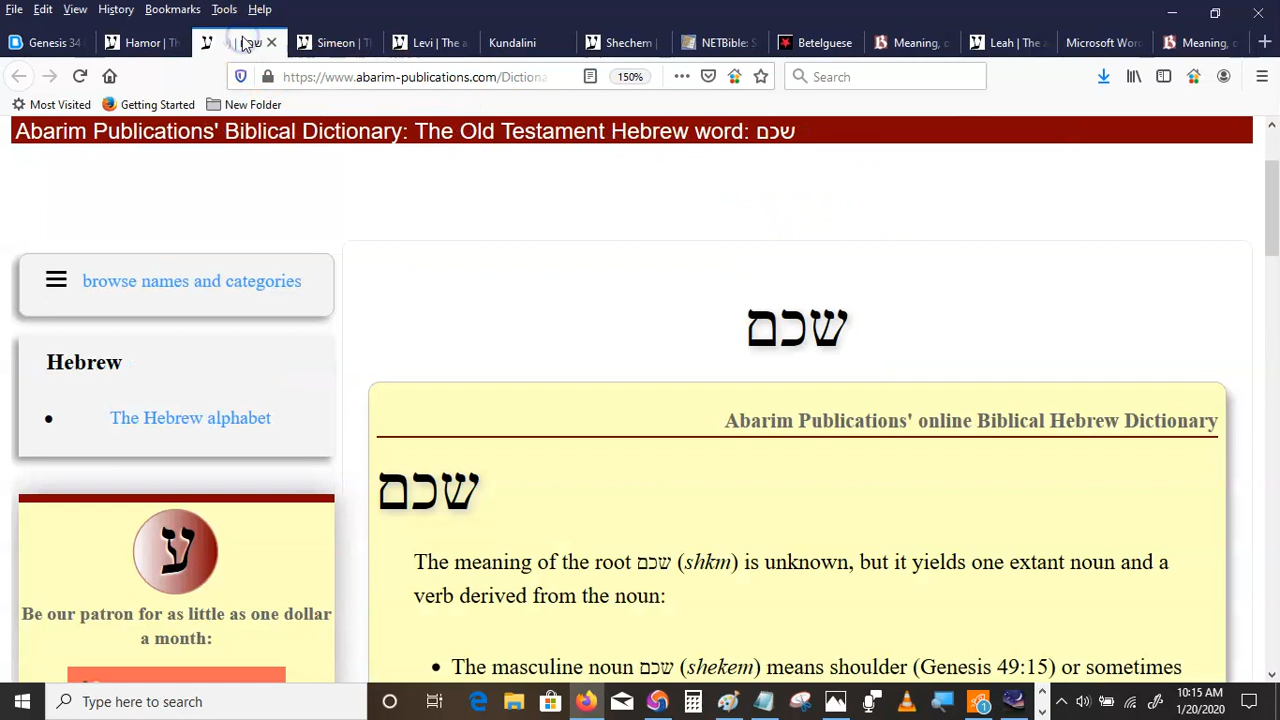 File Edit View History Bookmarks Tools Help
Genesis 34 Hamor | T שכם | Simeon | T Levi | The a Kundalini Shechem | NETBible: S Betelguese Meaning, o Leah | The a Microsoft Word Meaning, o
https://www.abarim-publications.com/Dictiona 150% Search
Most Visited Getting Started New Folder
Abarim Publications' Biblical Dictionary: The Old Testament Hebrew word: שכם
browse names and categories
Hebrew
The Hebrew alphabet
ע
Be our patron for as little as one dollar
a month:
שכם
Abarim Publications' online Biblical Hebrew Dictionary
שכם
The meaning of the root שכם (shkm) is unknown, but it yields one extant noun and a
verb derived from the noun:
• The masculine noun שכם (shekem) means shoulder (Genesis 49:15) or sometimes
Type here to search
1
10:15 AM
1/20/2020